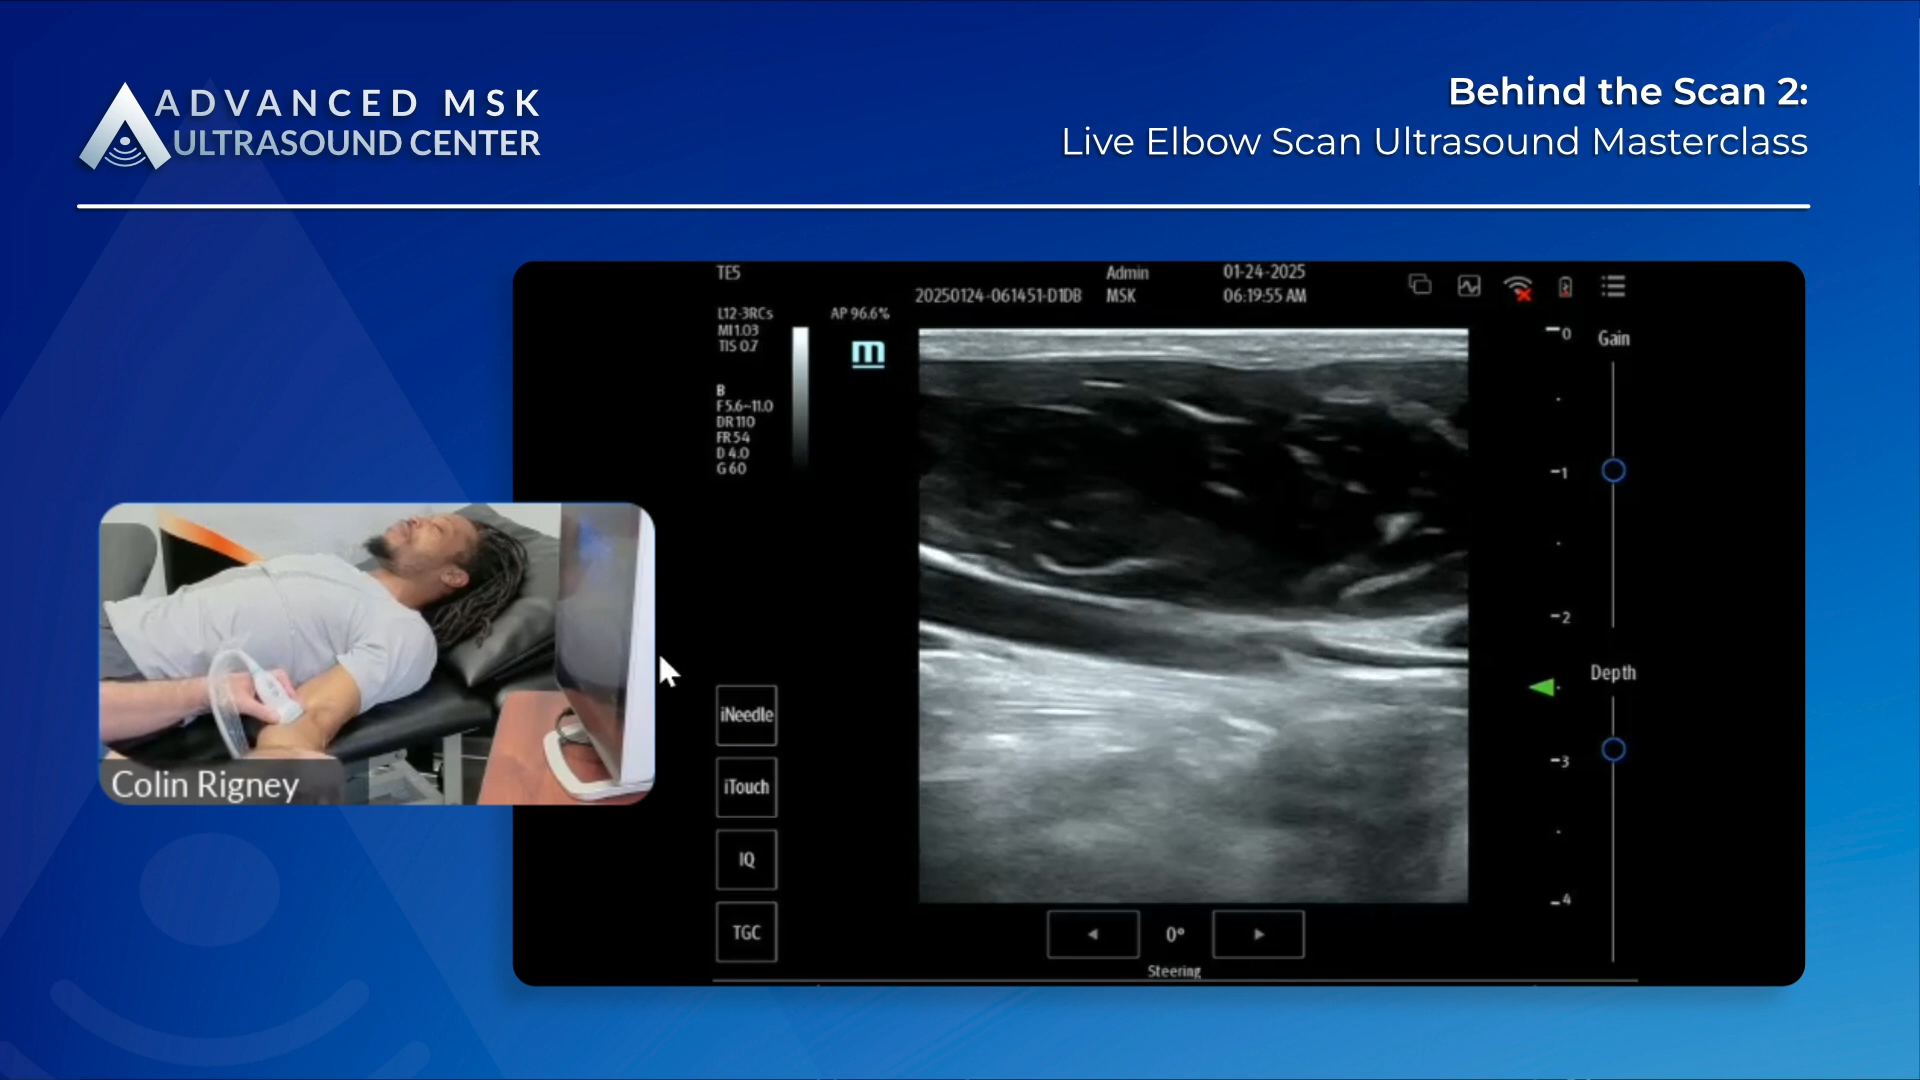 ADVANCED MSK
ULTRASOUND CENTER
Behind the Scan 2:
Live Elbow Scan Ultrasound Masterclass
TE5
Admin
01-24-2025
20250124-061451-D1DB
MSK
06:19:55 AM
L12-3RCs
AP 96.6%
MI 1.03
TIS 0.7
m
B
F 5.6-11.0
DR 110
FR 54
D 4.0
G 60
0
Gain
1
2
Depth
3
4
iNeedle
iTouch
IQ
TGC
0°
Steering
Colin Rigney